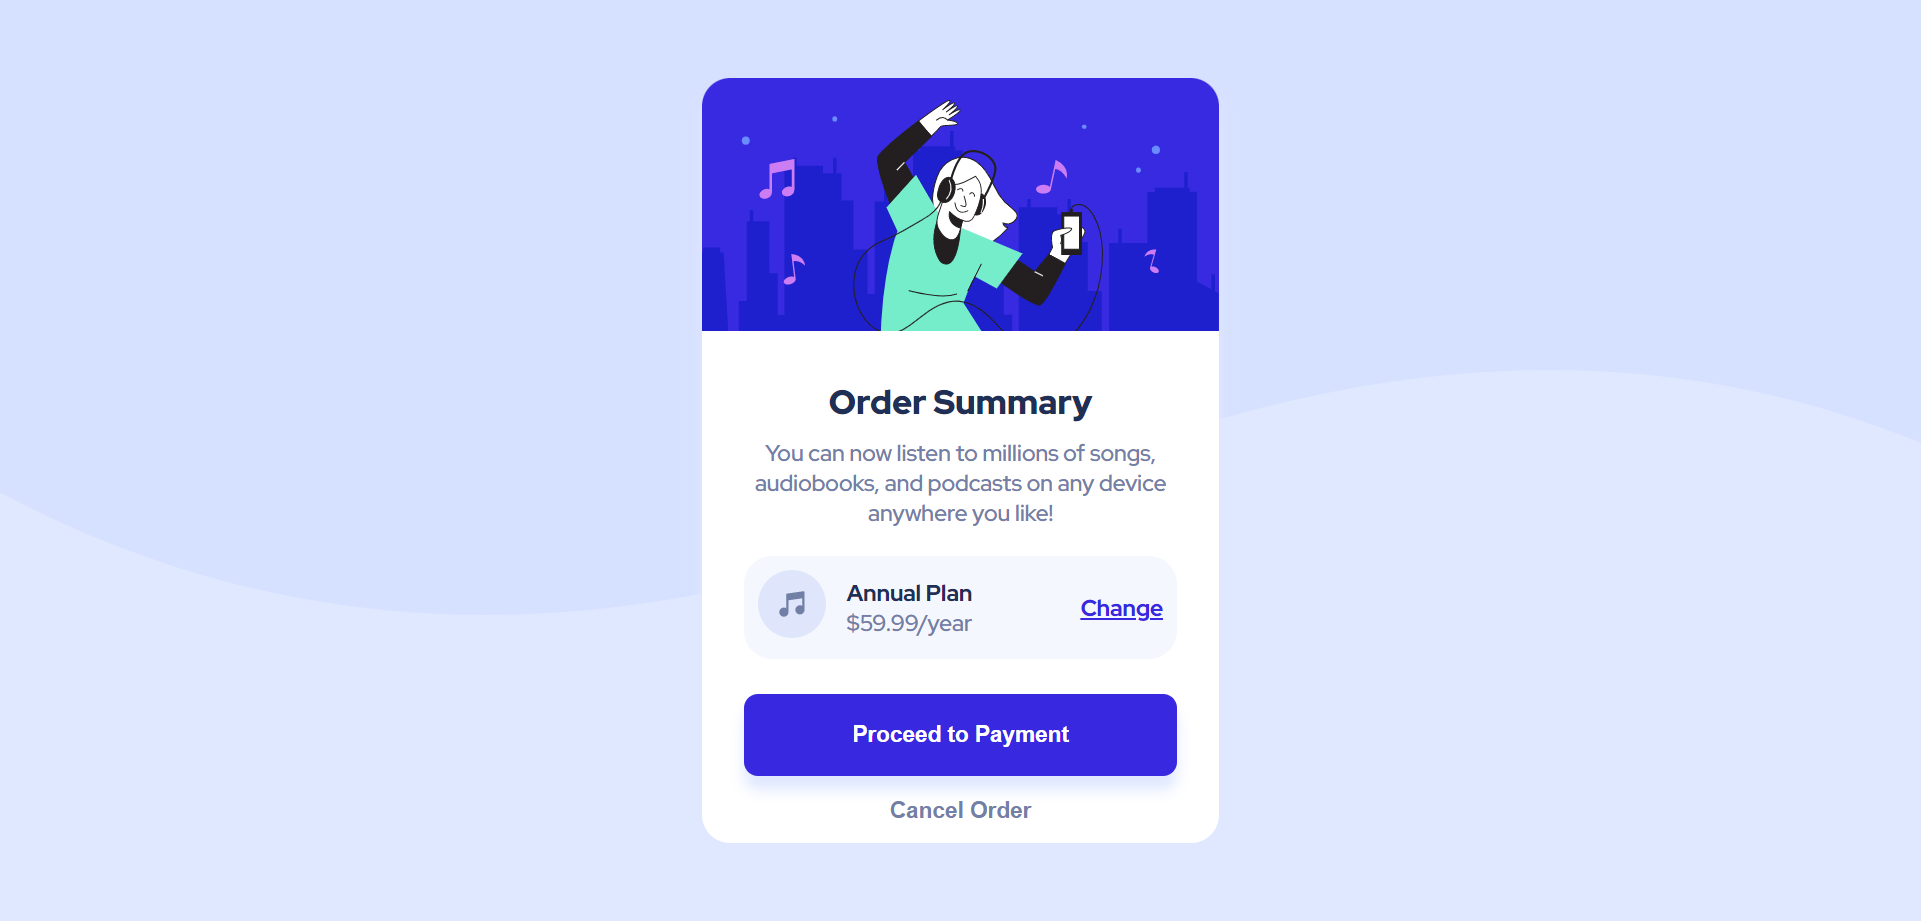 Order Summary
You can now listen to millions of songs,
audiobooks, and podcasts on any device
anywhere you like!
Annual Plan
$59.99/year
Change
Proceed to Payment
Cancel Order